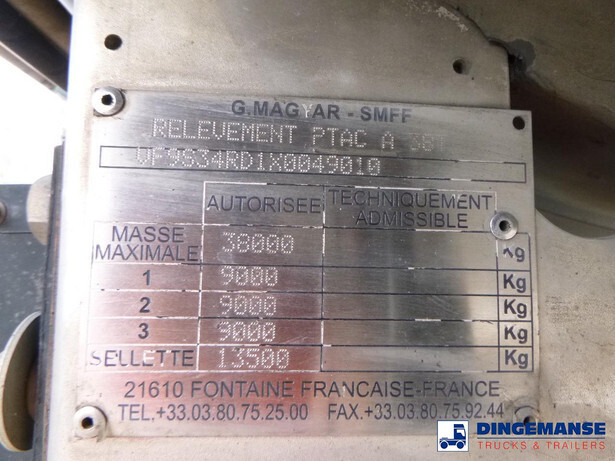 G.MAGYAR - SMFF
RELEVEMENT PTAC A 38T
VF9S34RD1X0049010
AUTORISEE TECHNIQUEMENT ADMISSIBLE
MASSE MAXIMALE 38000 Kg
1 9000 Kg
2 9000 Kg
3 9000 Kg
SELLETTE 13500 Kg
21610 FONTAINE FRANCAISE-FRANCE
TEL.+33.03.80.75.25.00 FAX.+33.03.80.75.92.44
DINGEMANSE
TRUCKS & TRAILERS